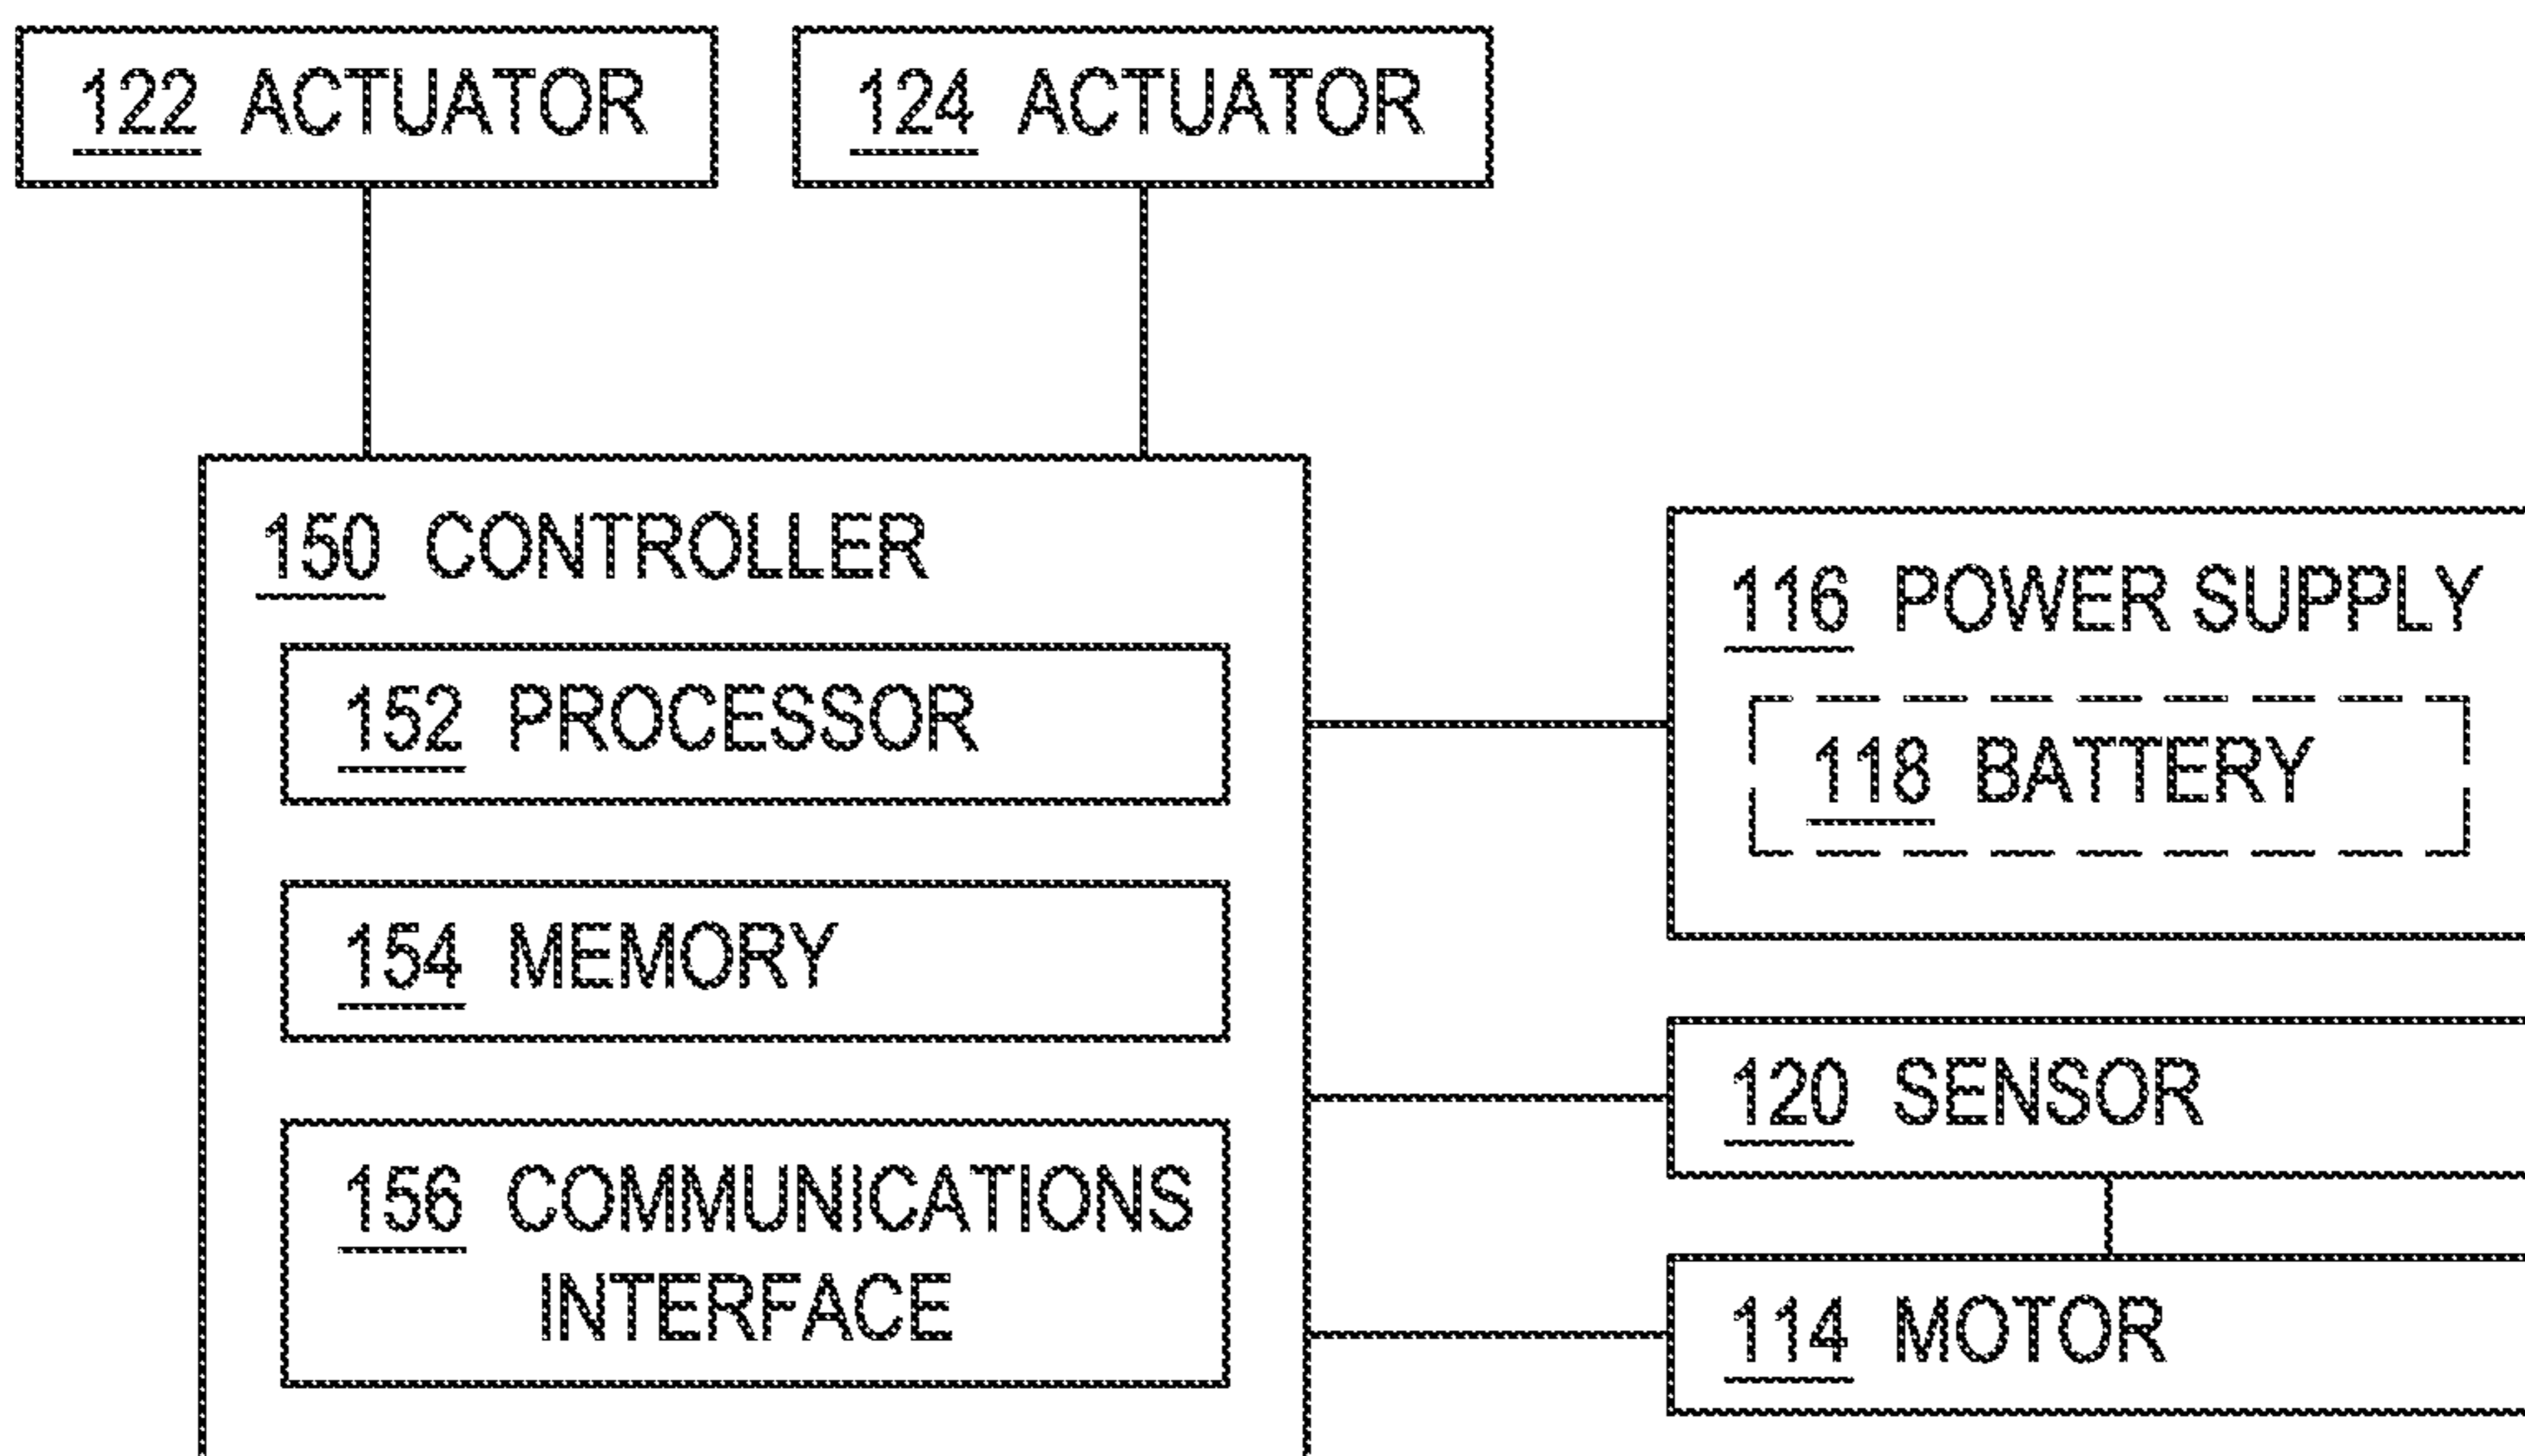 122 ACTUATOR
124 ACTUATOR
150 CONTROLLER
152 PROCESSOR
154 MEMORY
156 COMMUNICATIONS
INTERFACE
116 POWER SUPPLY
118 BATTERY
120 SENSOR
114 MOTOR